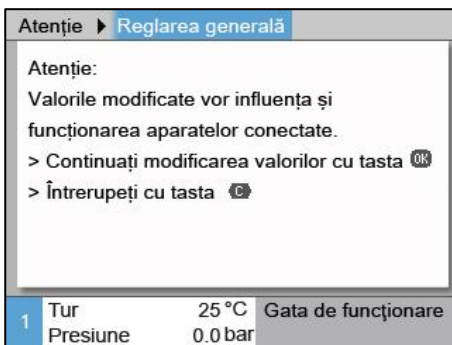 Atenție ▶ Reglarea generală
Atenție:
Valorile modificate vor influența și
funcționarea aparatelor conectate.
> Continuați modificarea valorilor cu tasta OK
> Întrerupeți cu tasta C
1 Tur 25 °C Gata de funcţionare
Presiune 0.0 bar